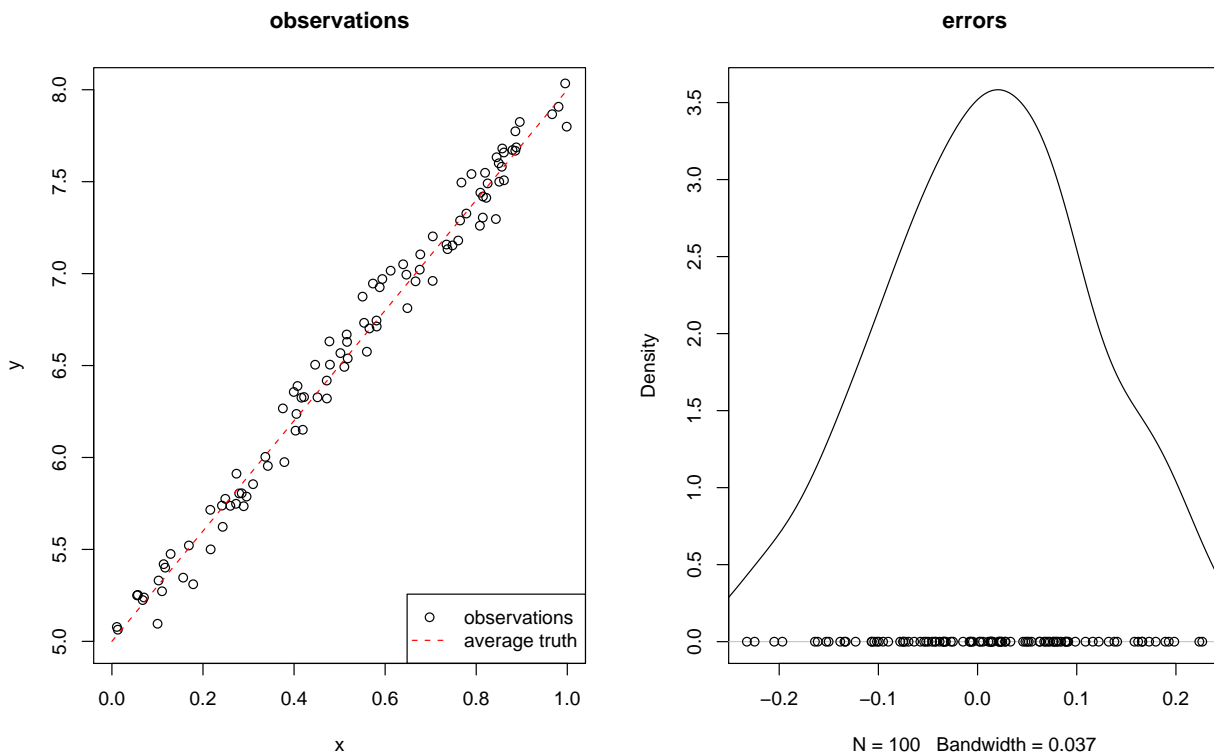 observations
8.0
7.5
7.0
6.5
6.0
5.5
5.0
y
0.0 0.2 0.4 0.6 0.8 1.0
x
observations
average truth
errors
3.5
3.0
2.5
2.0
1.5
1.0
0.5
0.0
Density
−0.2 −0.1 0.0 0.1 0.2
N = 100 Bandwidth = 0.037